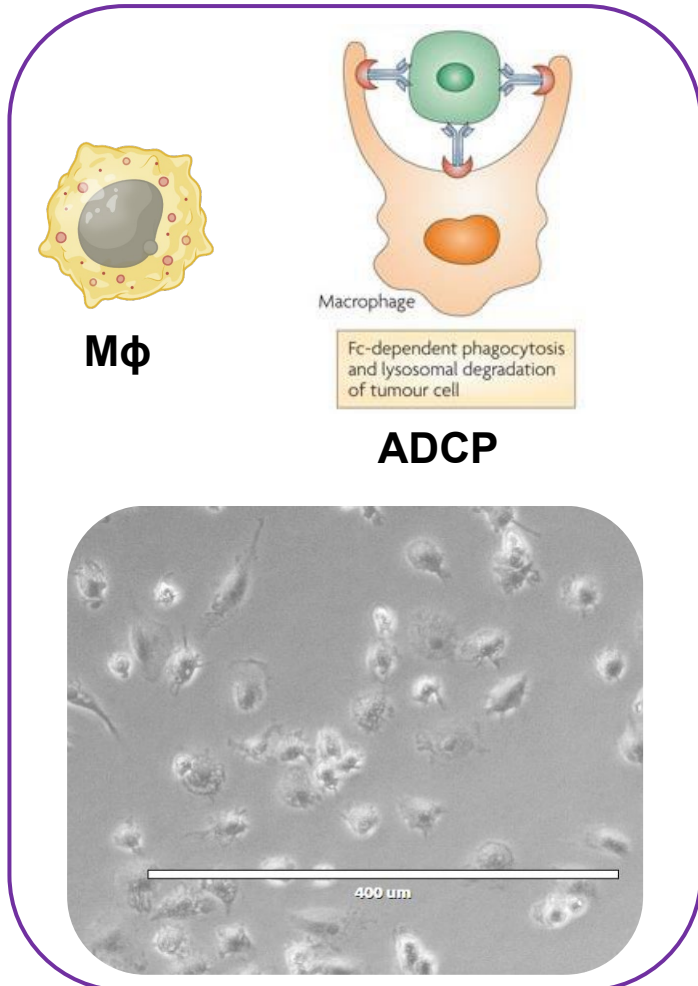 Macrophage
Mϕ
Fc-dependent phagocytosis
and lysosomal degradation
of tumour cell
ADCP
400 um